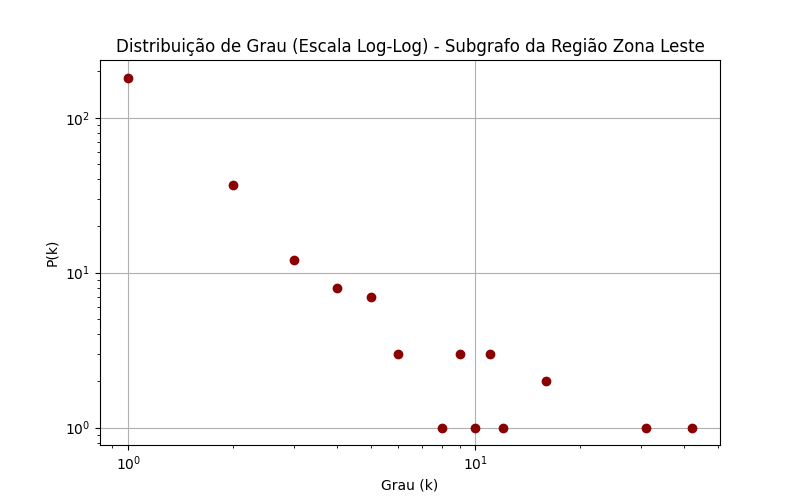 Distribuição de Grau (Escala Log-Log) - Subgrafo da Região Zona Leste
P(k)
10²
10¹
10⁰
10⁰ 10¹
Grau (k)